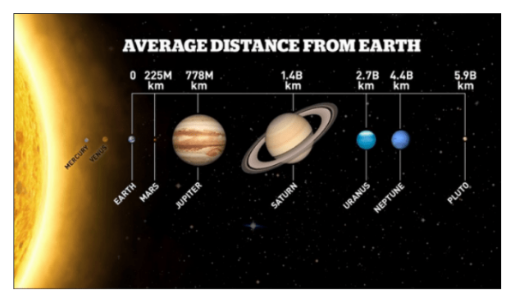 AVERAGE DISTANCE FROM EARTH
0 225M 778M 1.4B 2.7B 4.4B 5.9B
km km km km km km
MERCURY VENUS EARTH MARS JUPITER SATURN URANUS NEPTUNE PLUTO